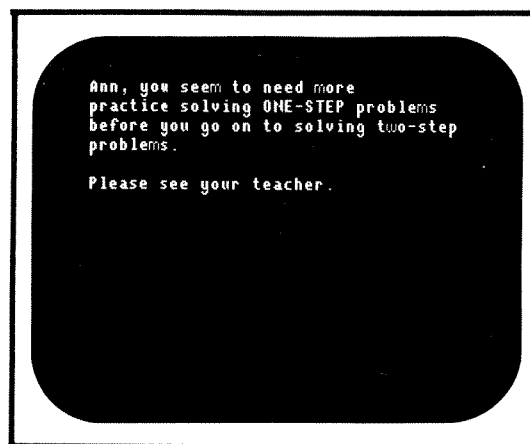 Ann, you seem to need more
practice solving ONE-STEP problems
before you go on to solving two-step
problems.
Please see your teacher.